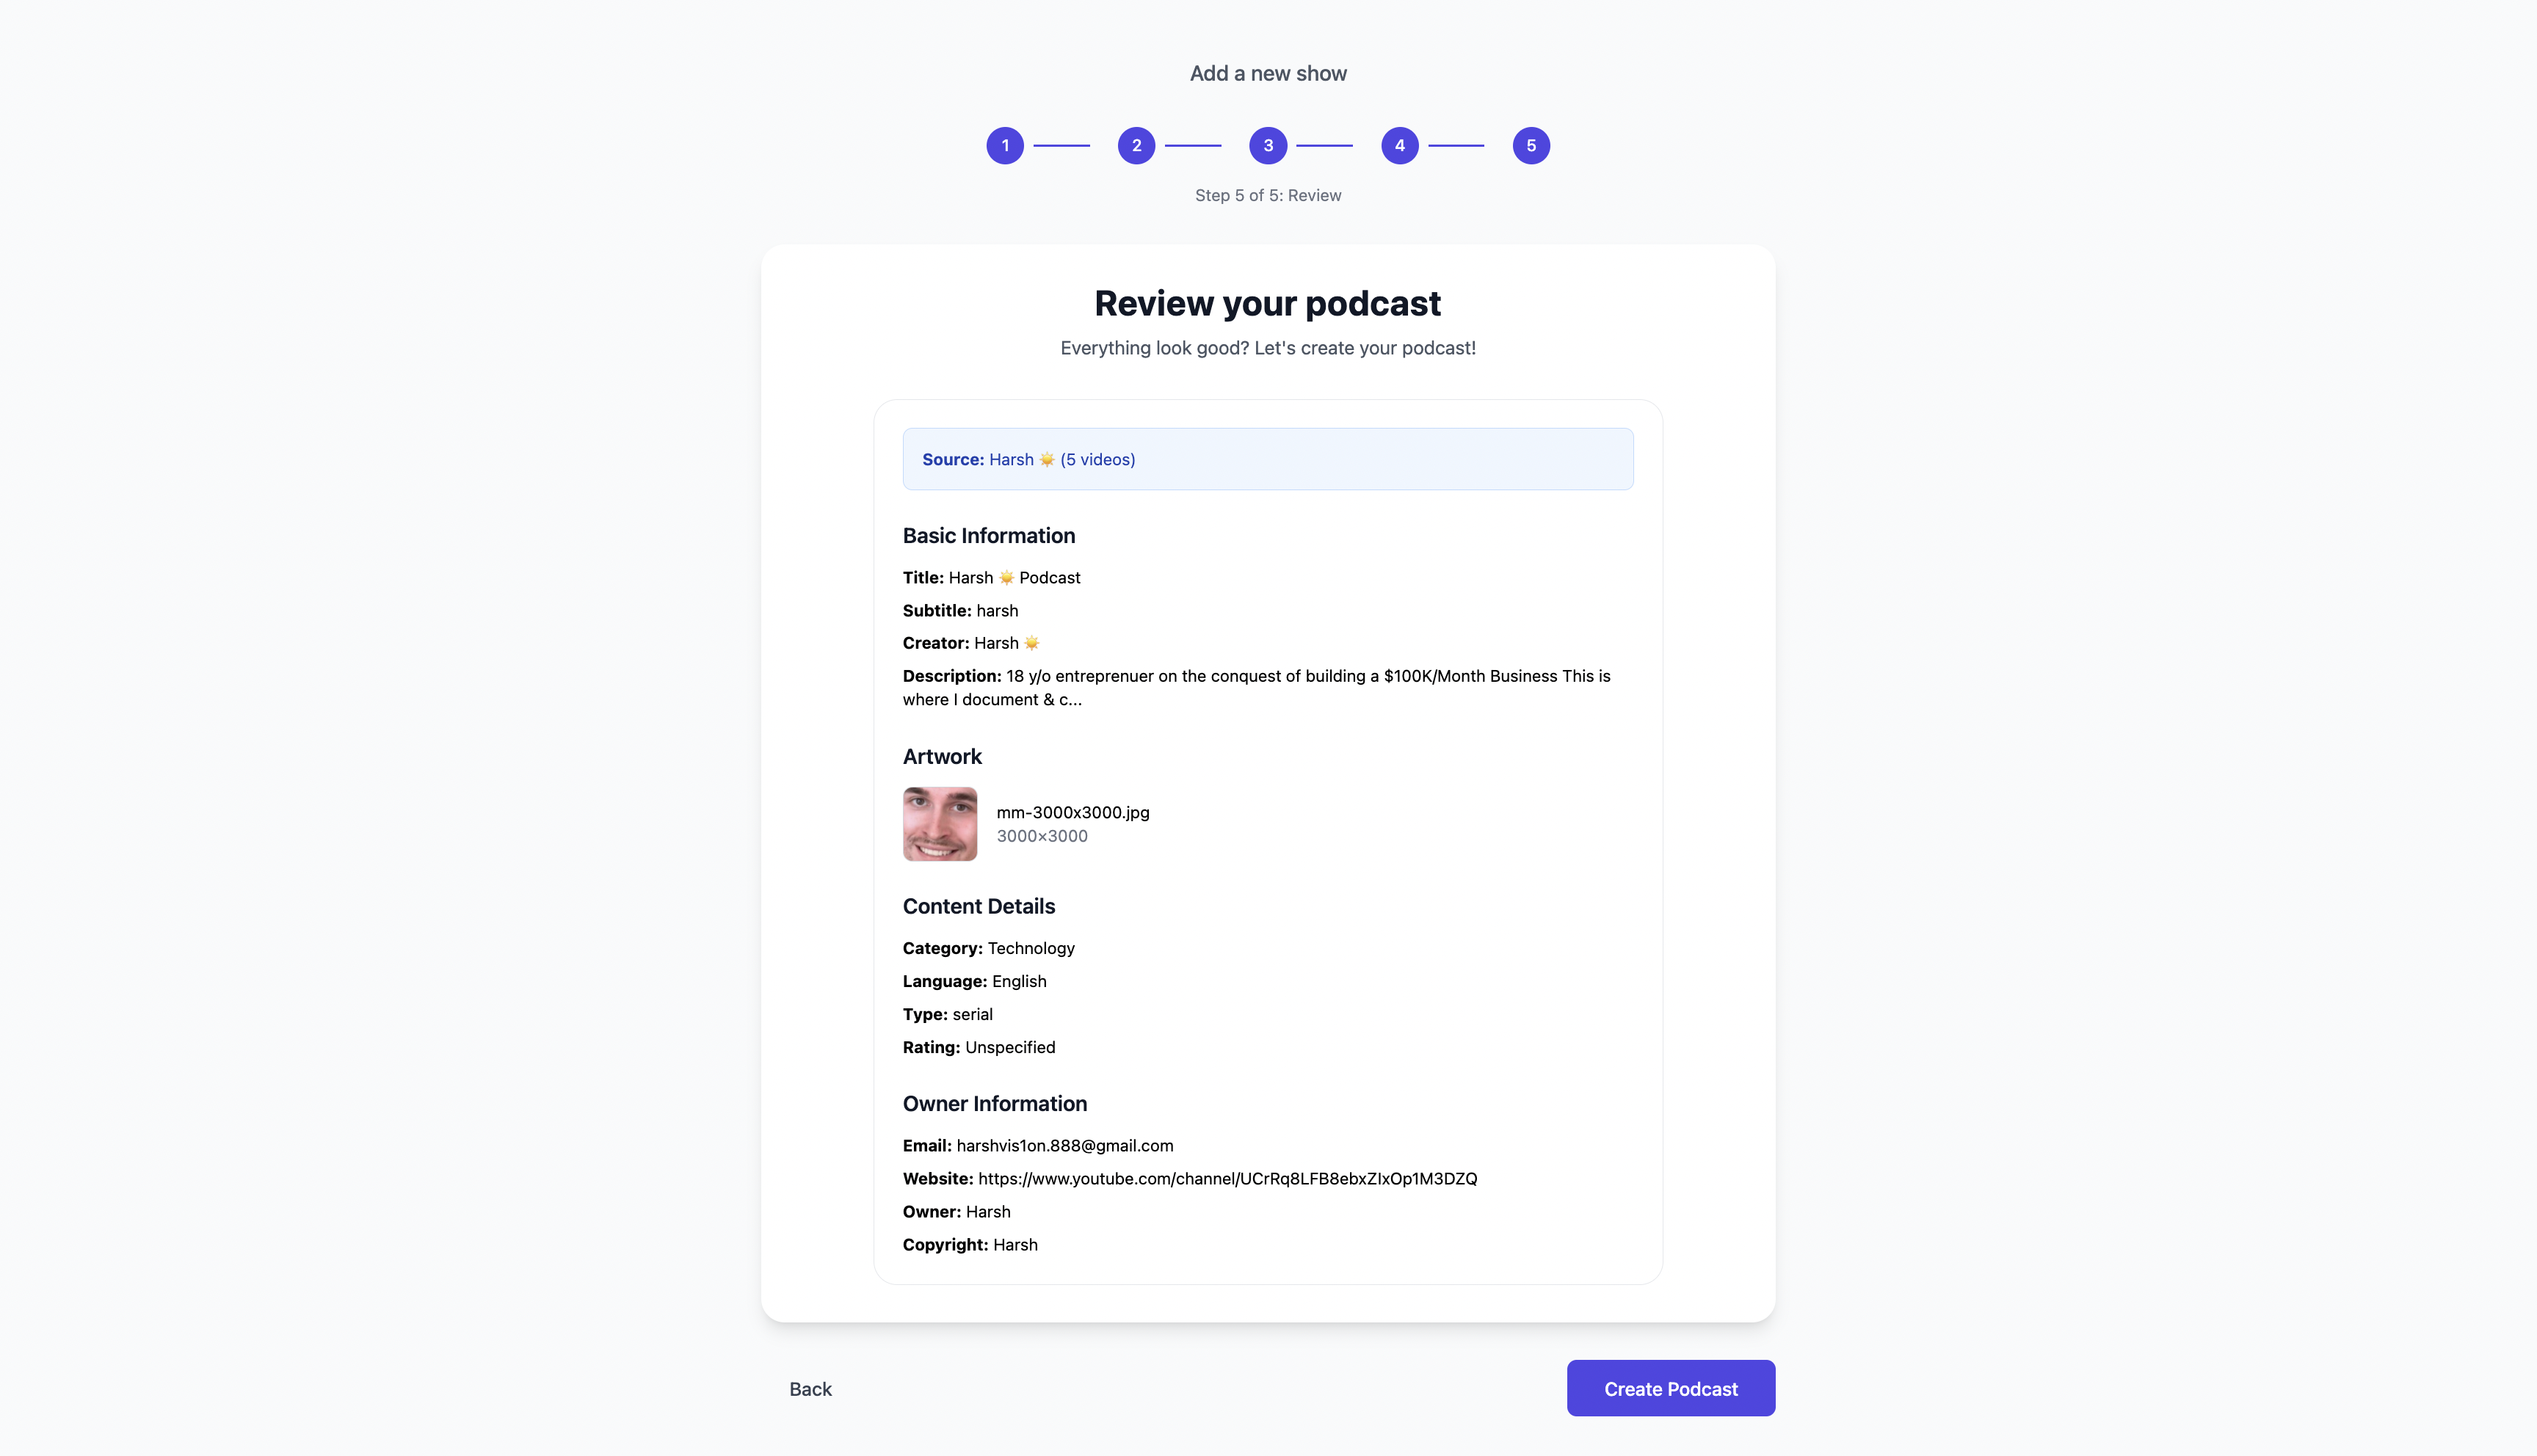 Add a new show
1 2 3 4 5
Step 5 of 5: Review
Review your podcast
Everything look good? Let's create your podcast!
Source: Harsh ☀️ (5 videos)
Basic Information
Title: Harsh ☀️ Podcast
Subtitle: harsh
Creator: Harsh ☀️
Description: 18 y/o entreprenuer on the conquest of building a $100K/Month Business This is
where I document & c...
Artwork
mm-3000x3000.jpg
3000×3000
Content Details
Category: Technology
Language: English
Type: serial
Rating: Unspecified
Owner Information
Email: harshvis1on.888@gmail.com
Website: https://www.youtube.com/channel/UCrRq8LFB8ebxZIxOp1M3DZQ
Owner: Harsh
Copyright: Harsh
Back
Create Podcast